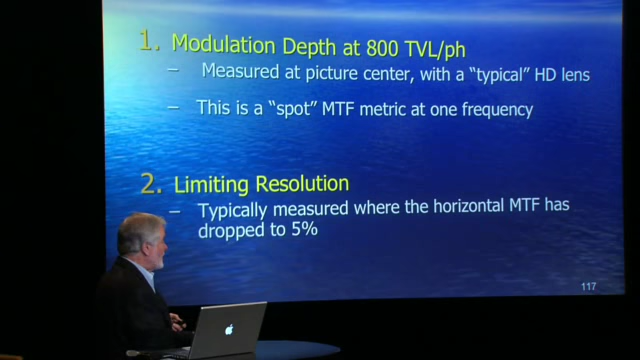 1. Modulation Depth at 800 TVL/ph
– Measured at picture center, with a “typical” HD lens
– This is a “spot” MTF metric at one frequency
2. Limiting Resolution
– Typically measured where the horizontal MTF has
dropped to 5%
117